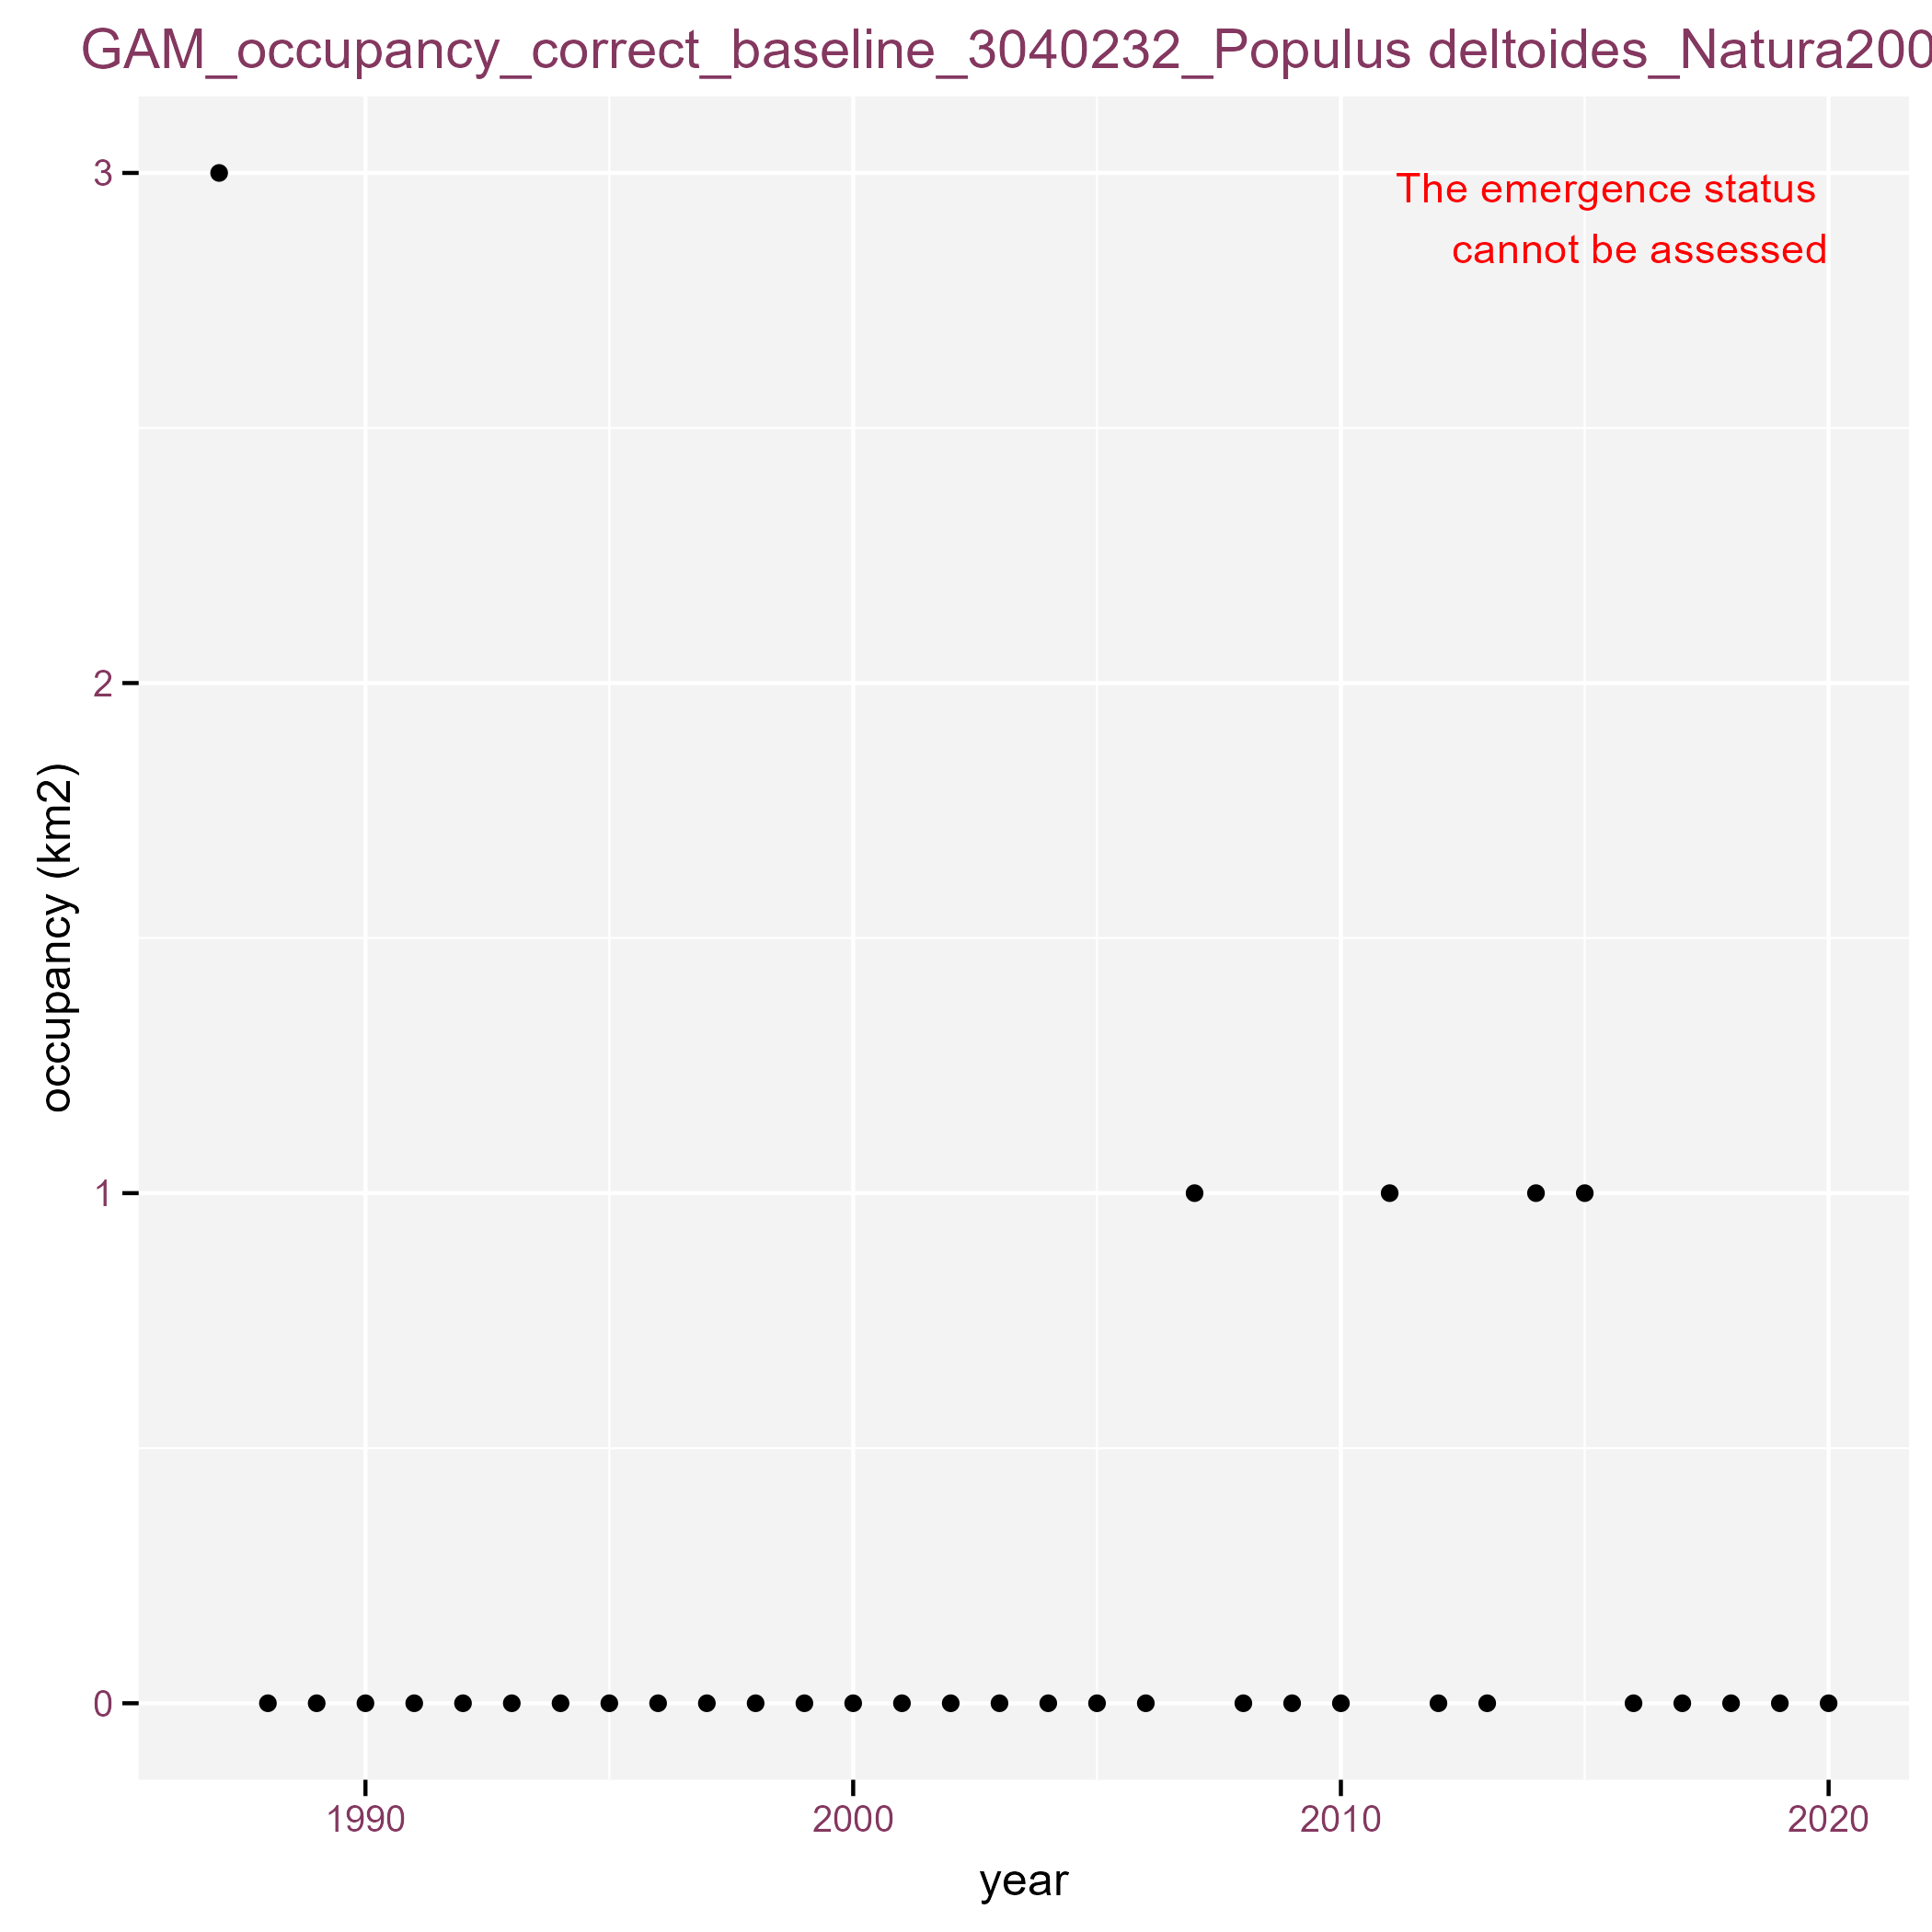 GAM_occupancy_correct_baseline_3040232_Populus deltoides_Natura200
3
The emergence status
cannot be assessed
2
occupancy (km2)
1
0
1990 2000 2010 2020
year